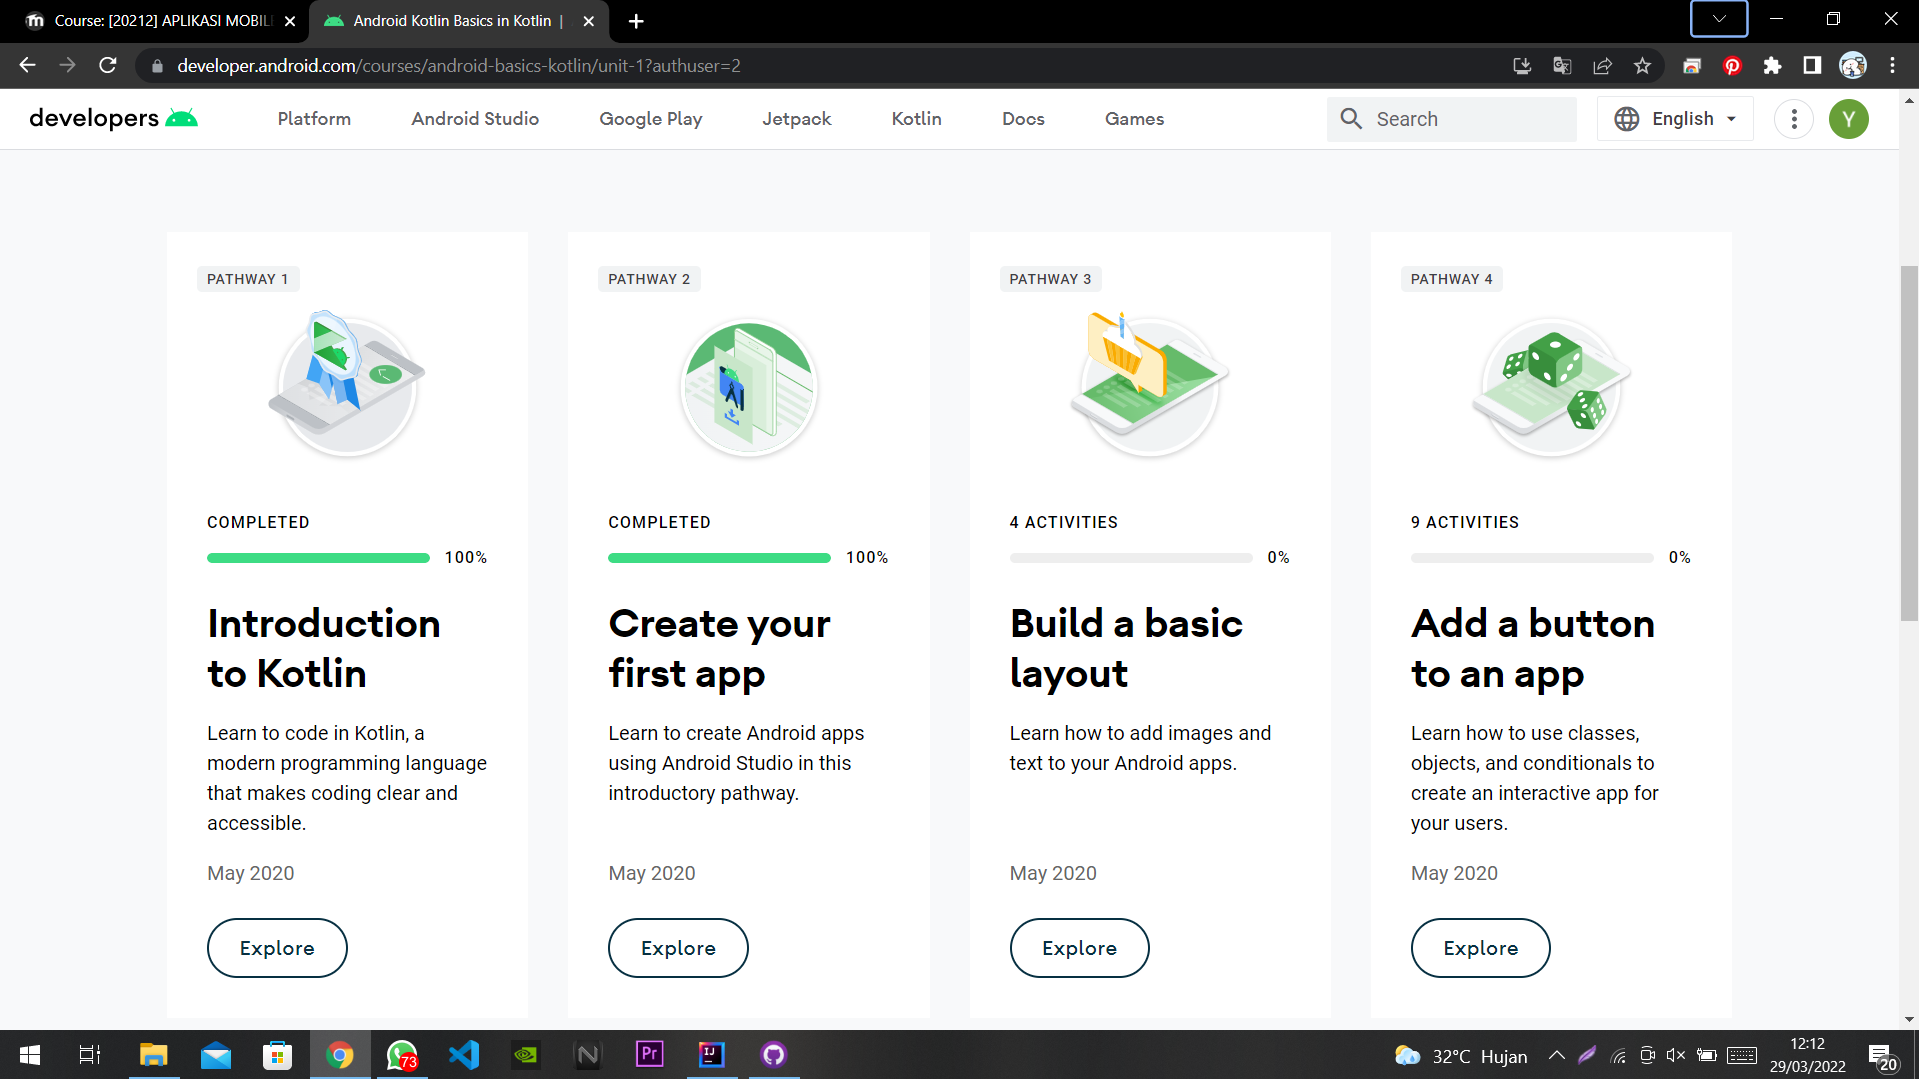 Course: [20212] APLIKASI MOBIL
Android Kotlin Basics in Kotlin |
developer.android.com/courses/android-basics-kotlin/unit-1?authuser=2
developers
Platform
Android Studio
Google Play
Jetpack
Kotlin
Docs
Games
Search
English
Y
PATHWAY 1
COMPLETED
100%
Introduction
to Kotlin
Learn to code in Kotlin, a
modern programming language
that makes coding clear and
accessible.
May 2020
Explore
PATHWAY 2
COMPLETED
100%
Create your
first app
Learn to create Android apps
using Android Studio in this
introductory pathway.
May 2020
Explore
PATHWAY 3
4 ACTIVITIES
0%
Build a basic
layout
Learn how to add images and
text to your Android apps.
May 2020
Explore
PATHWAY 4
9 ACTIVITIES
0%
Add a button
to an app
Learn how to use classes,
objects, and conditionals to
create an interactive app for
your users.
May 2020
Explore
73
Pr
IJ
32°C Hujan
12:12
29/03/2022
20